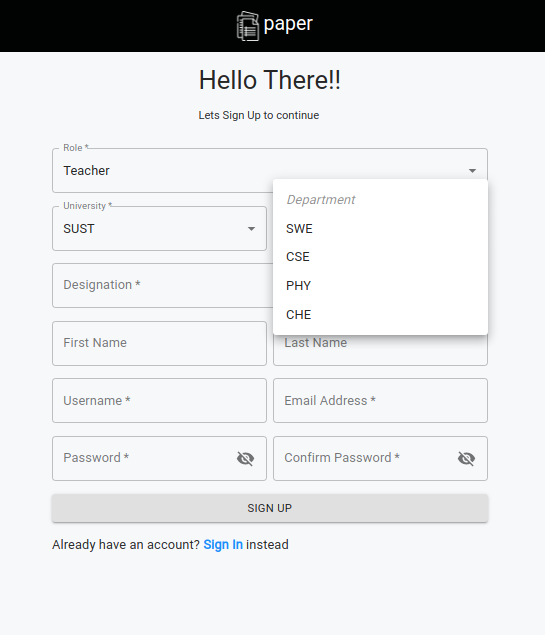 paper
Hello There!!
Lets Sign Up to continue
Role *
Teacher
University *
SUST
Department
SWE
CSE
PHY
CHE
Designation *
First Name
Last Name
Username *
Email Address *
Password *
Confirm Password *
SIGN UP
Already have an account? Sign In instead